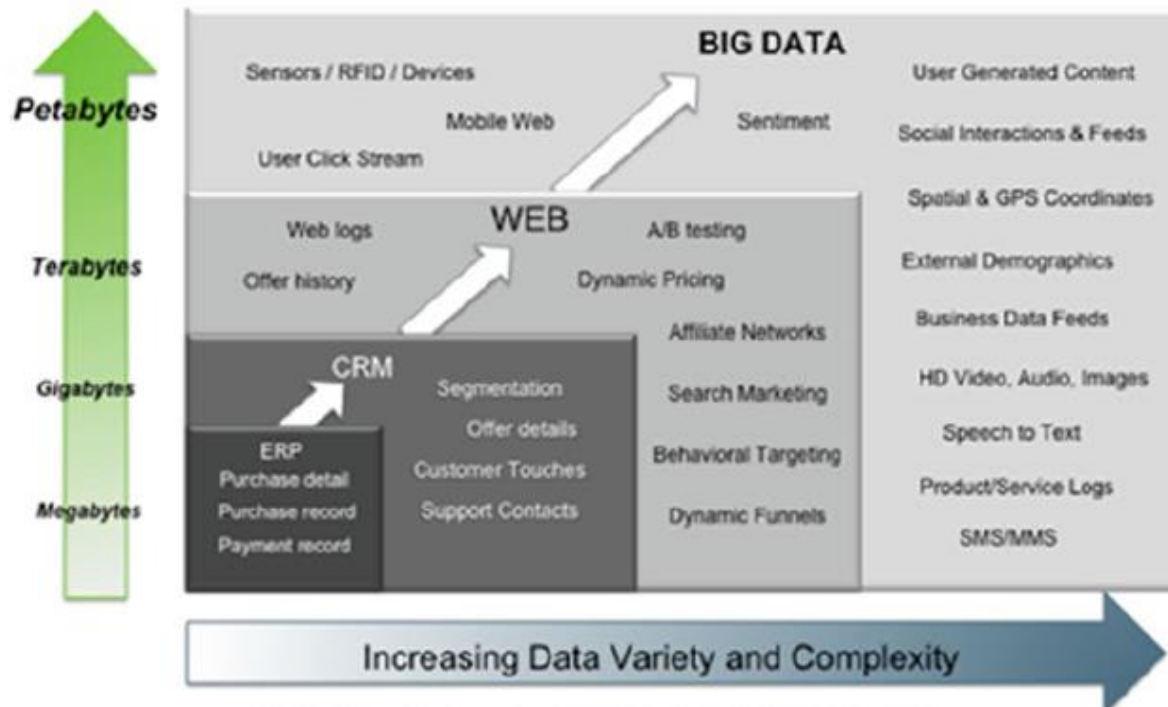 BIG DATA
Sensors / RFID / Devices
User Generated Content
Petabytes
Mobile Web
Sentiment
Social Interactions & Feeds
User Click Stream
Spatial & GPS Coordinates
WEB
Web logs
A/B testing
Terabytes
External Demographics
Offer history
Dynamic Pricing
Business Data Feeds
Affiliate Networks
CRM
Gigabytes
Segmentation
Search Marketing
HD Video, Audio, Images
Offer details
Speech to Text
ERP
Purchase detail
Customer Touches
Behavioral Targeting
Product/Service Logs
Megabytes
Purchase record
Support Contacts
Dynamic Funnels
SMS/MMS
Payment record
Increasing Data Variety and Complexity